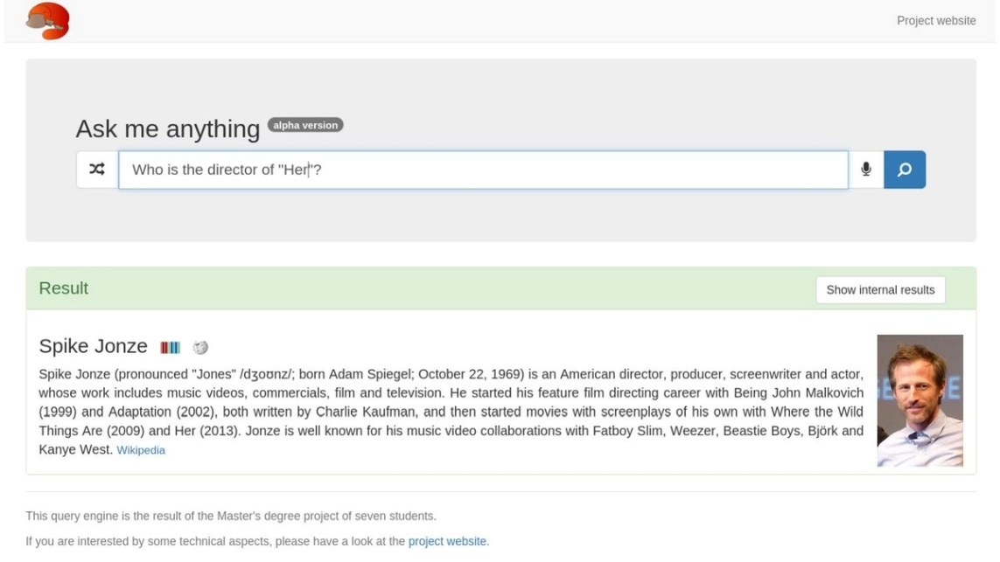 Project website
Ask me anything alpha version
Who is the director of "Her"?
Result
Show internal results
Spike Jonze
Spike Jonze (pronounced "Jones" /dʒoʊnz/; born Adam Spiegel; October 22, 1969) is an American director, producer, screenwriter and actor,
whose work includes music videos, commercials, film and television. He started his feature film directing career with Being John Malkovich
(1999) and Adaptation (2002), both written by Charlie Kaufman, and then started movies with screenplays of his own with Where the Wild
Things Are (2009) and Her (2013). Jonze is well known for his music video collaborations with Fatboy Slim, Weezer, Beastie Boys, Björk and
Kanye West. Wikipedia
This query engine is the result of the Master's degree project of seven students.
If you are interested by some technical aspects, please have a look at the project website.